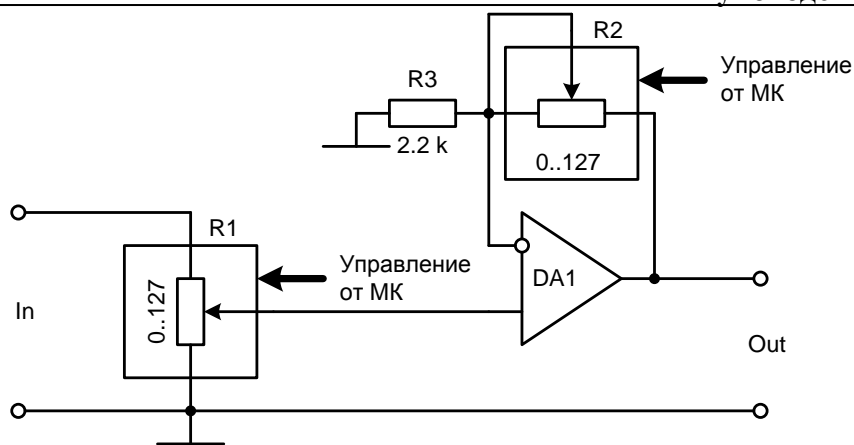 R2
R3
Управление
от МК
2.2 k
0..127
R1
Управление
от МК
0..127
DA1
In
Out